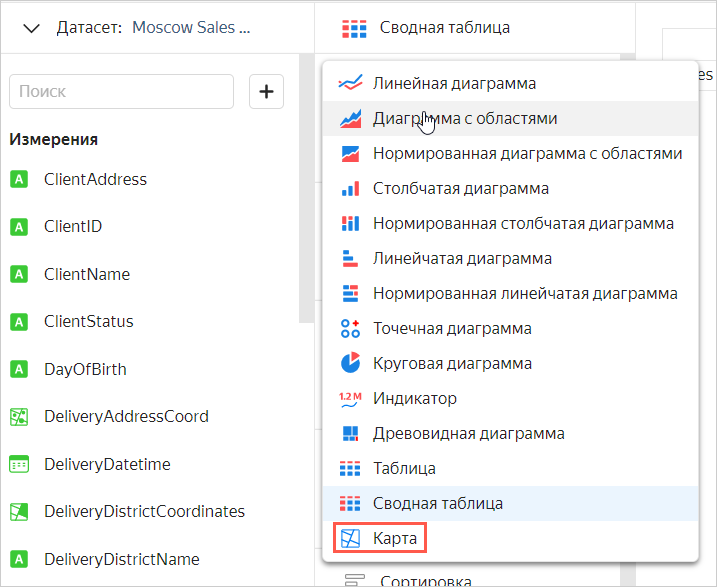 Датасет: Moscow Sales ...
Поиск
Измерения
A ClientAddress
A ClientID
A ClientName
A ClientStatus
A DayOfBirth
DeliveryAddressCoord
DeliveryDatetime
DeliveryDistrictCoordinates
A DeliveryDistrictName
Сводная таблица
Линейная диаграмма
Диаграмма с областями
Нормированная диаграмма с областями
Столбчатая диаграмма
Нормированная столбчатая диаграмма
Линейчатая диаграмма
Нормированная линейчатая диаграмма
Точечная диаграмма
Круговая диаграмма
1.2 M Индикатор
Древовидная диаграмма
Таблица
Сводная таблица
Карта
Сортировка
es